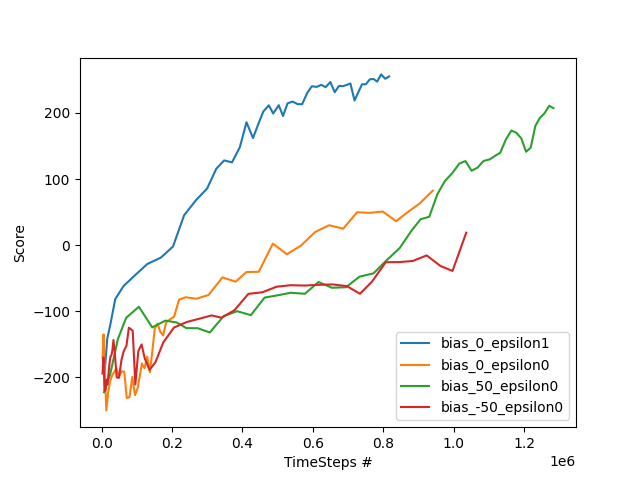 Score
200
100
0
−100
−200
0.0 0.2 0.4 0.6 0.8 1.0 1.2
1e6
TimeSteps #
bias_0_epsilon1
bias_0_epsilon0
bias_50_epsilon0
bias_-50_epsilon0